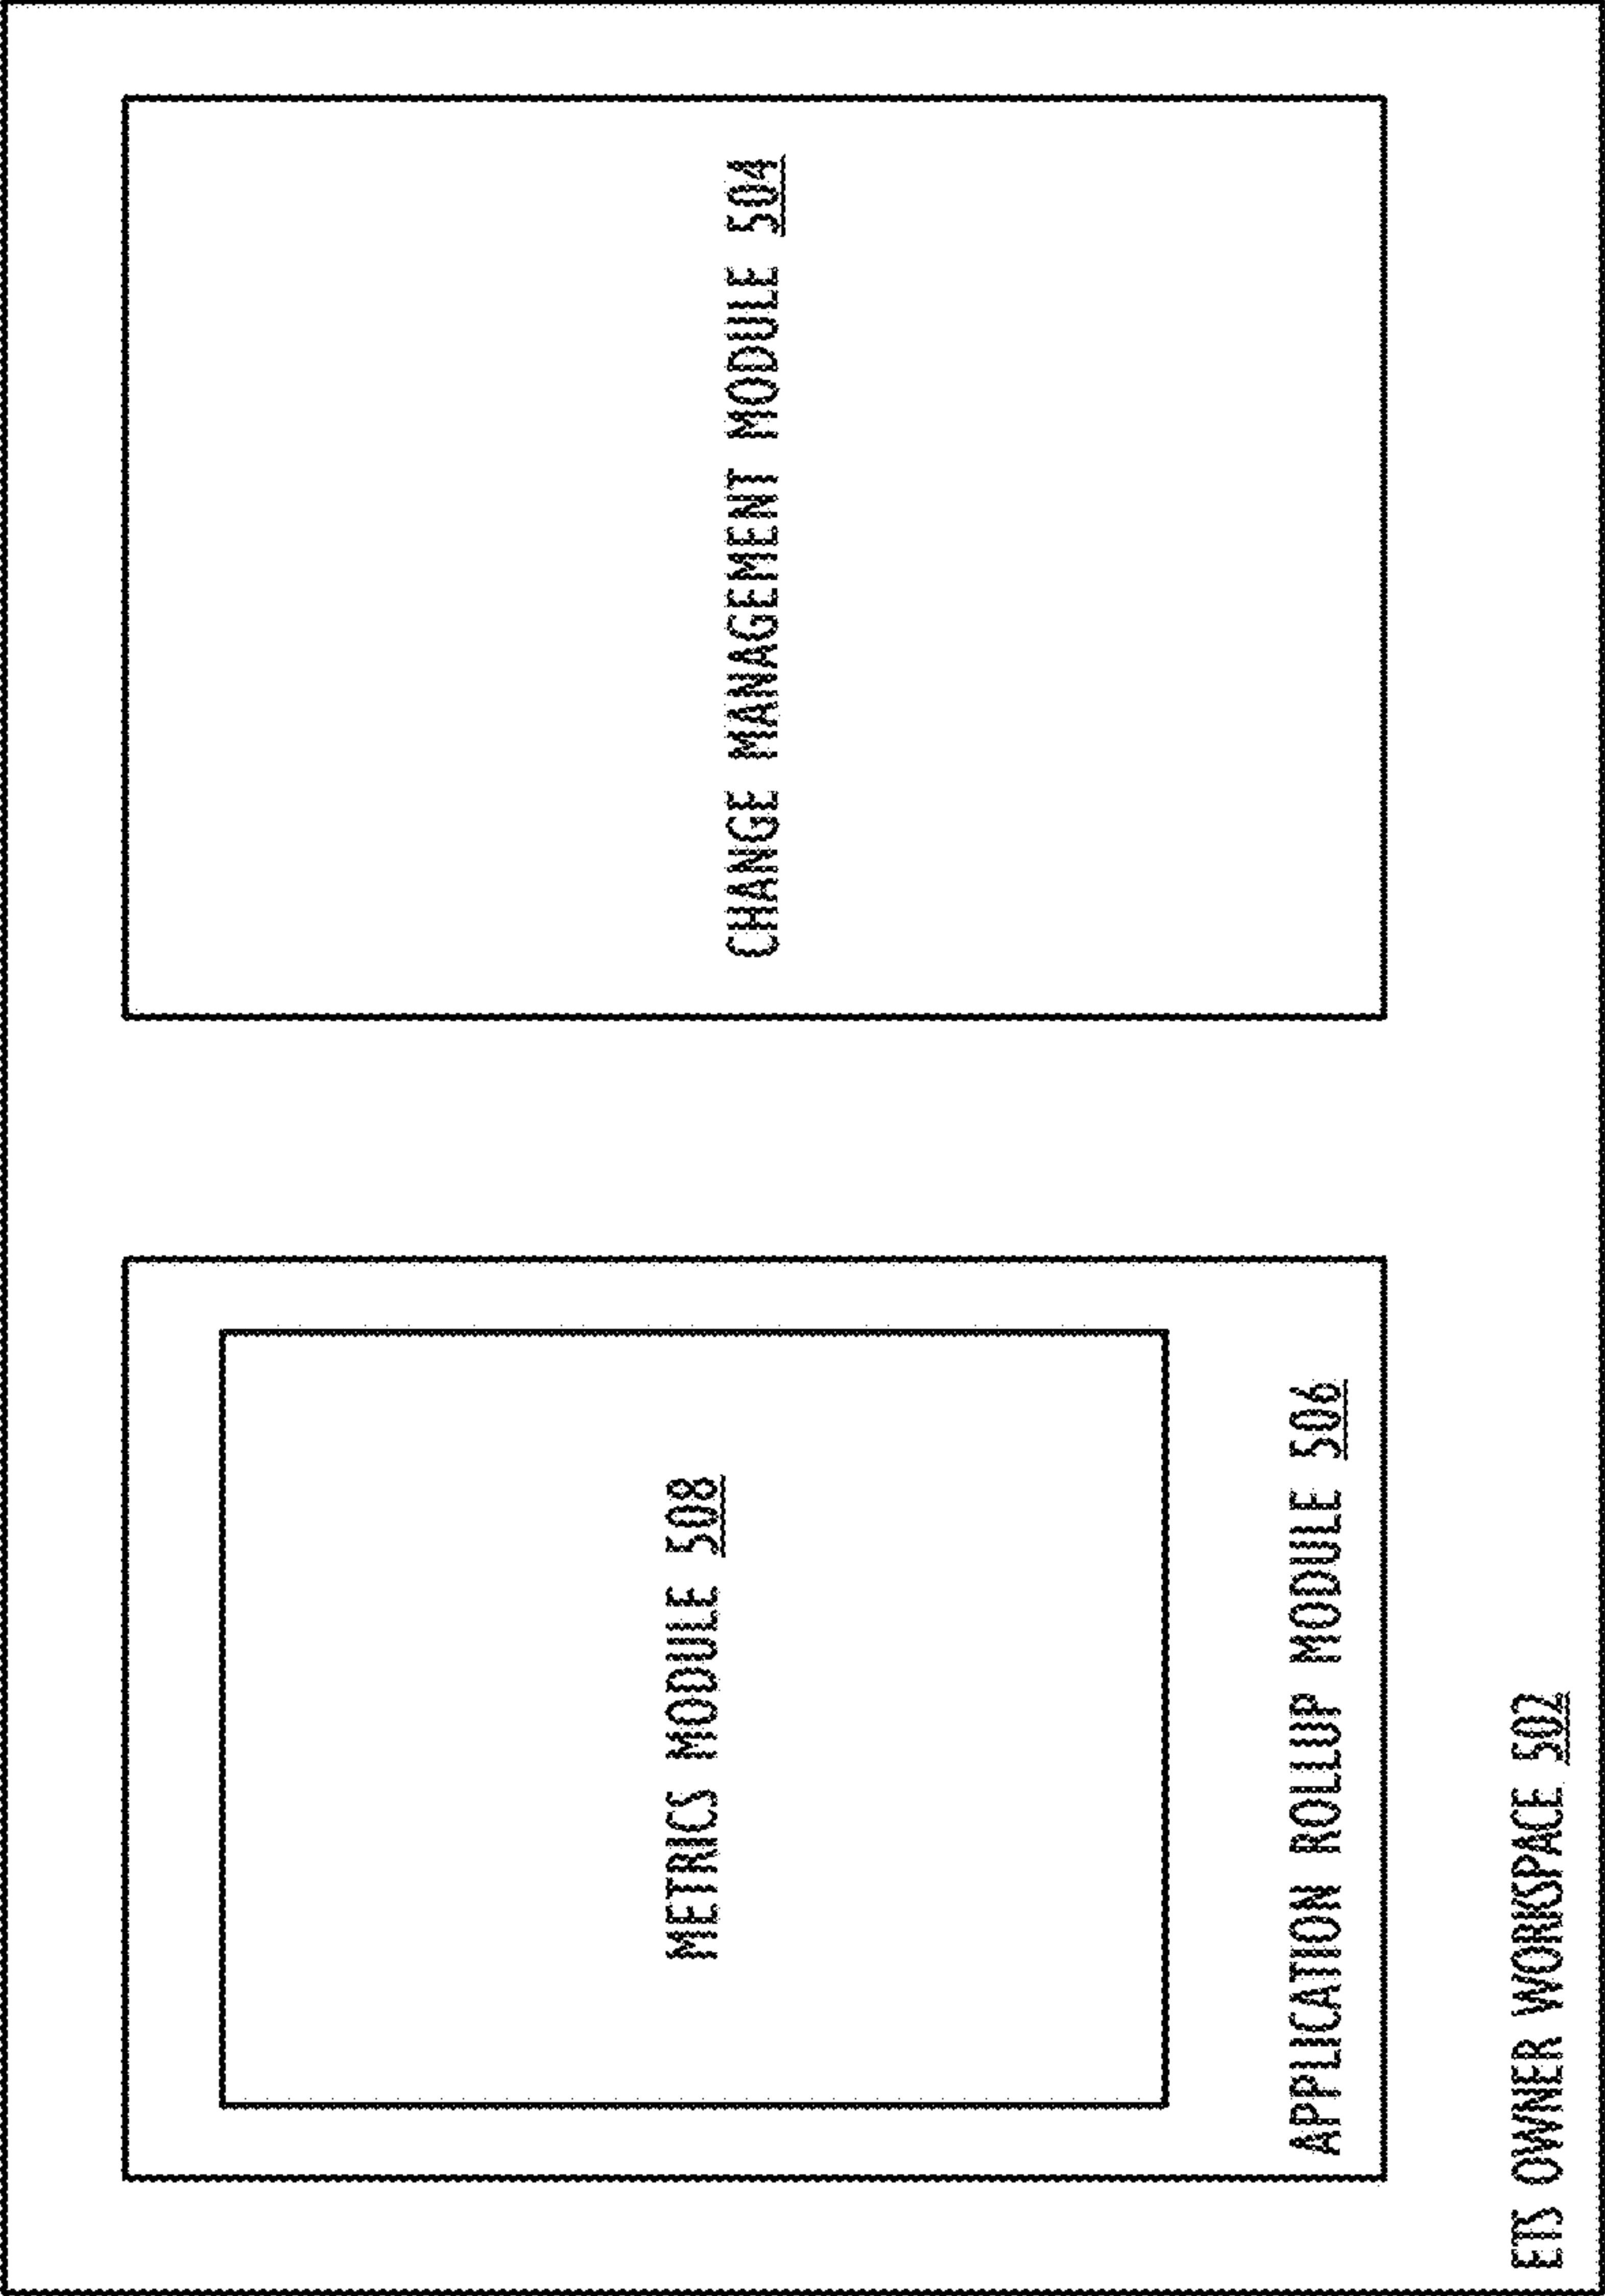 METRICS MODULE 508
APPLICATION ROLLUP MODULE 506
CHANGE MANAGEMENT MODULE 504
ETS OWNER WORKSPACE 502